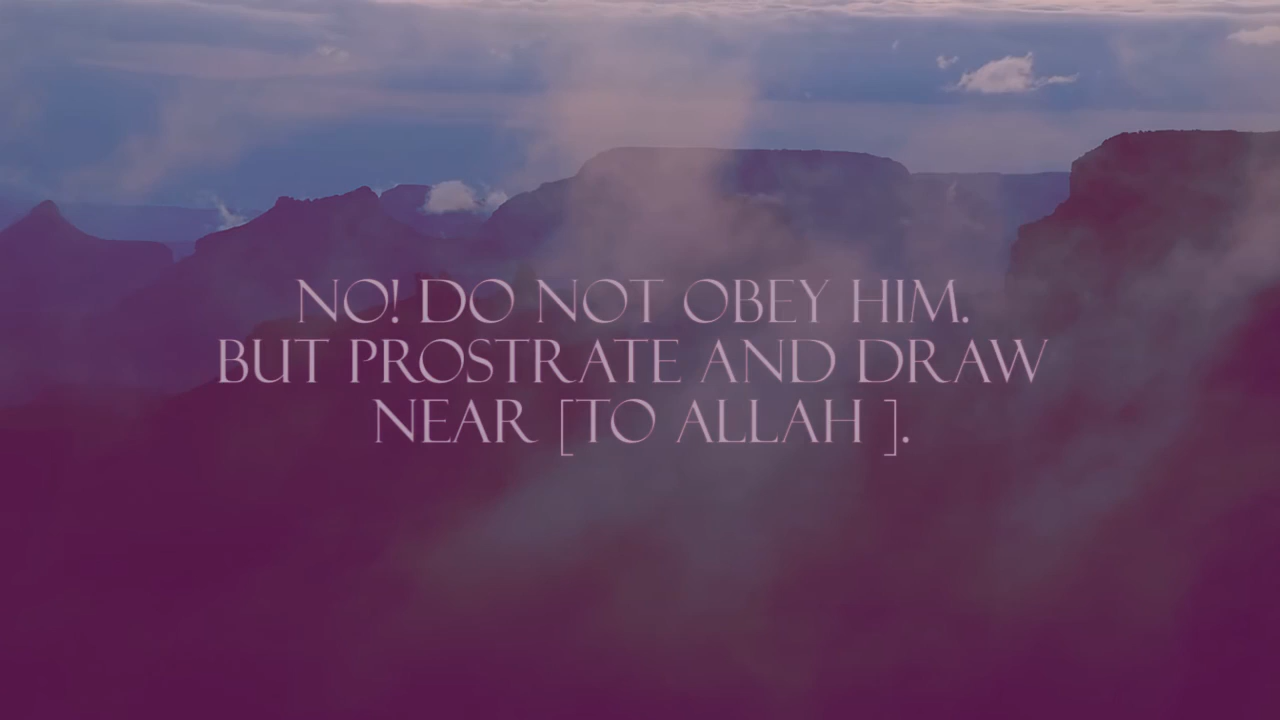 NO! DO NOT OBEY HIM.
BUT PROSTRATE AND DRAW
NEAR [TO ALLAH ].